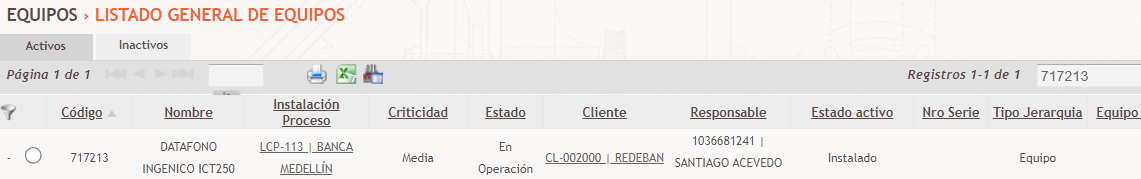 EQUIPOS › LISTADO GENERAL DE EQUIPOS
Activos Inactivos
Página 1 de 1 Registros 1-1 de 1 717213
Código Nombre Instalación Proceso Criticidad Estado Cliente Responsable Estado activo Nro Serie Tipo Jerarquia Equipo
- 717213 DATAFONO INGENICO ICT250 LCP-113 | BANCA MEDELLÍN Media En Operación CL-002000 | REDEBAN 1036681241 | SANTIAGO ACEVEDO Instalado Equipo